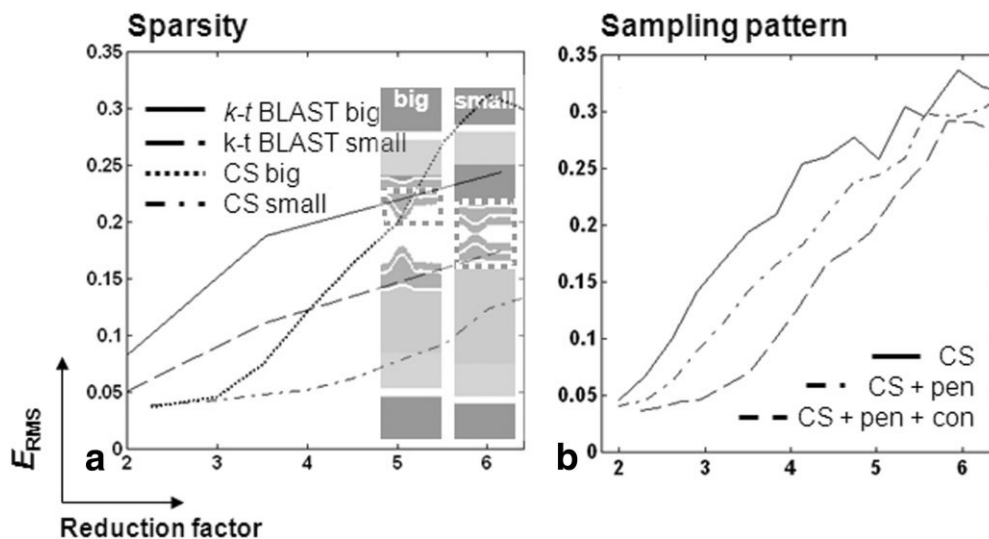 Sparsity
0.35
0.3
0.25
0.2
0.15
0.1
0.05
0
k-t BLAST big
k-t BLAST small
CS big
CS small
big
small
a
2
3
4
5
6
E_RMS
Reduction factor
Sampling pattern
0.35
0.3
0.25
0.2
0.15
0.1
0.05
0
CS
CS + pen
CS + pen + con
b
2
3
4
5
6